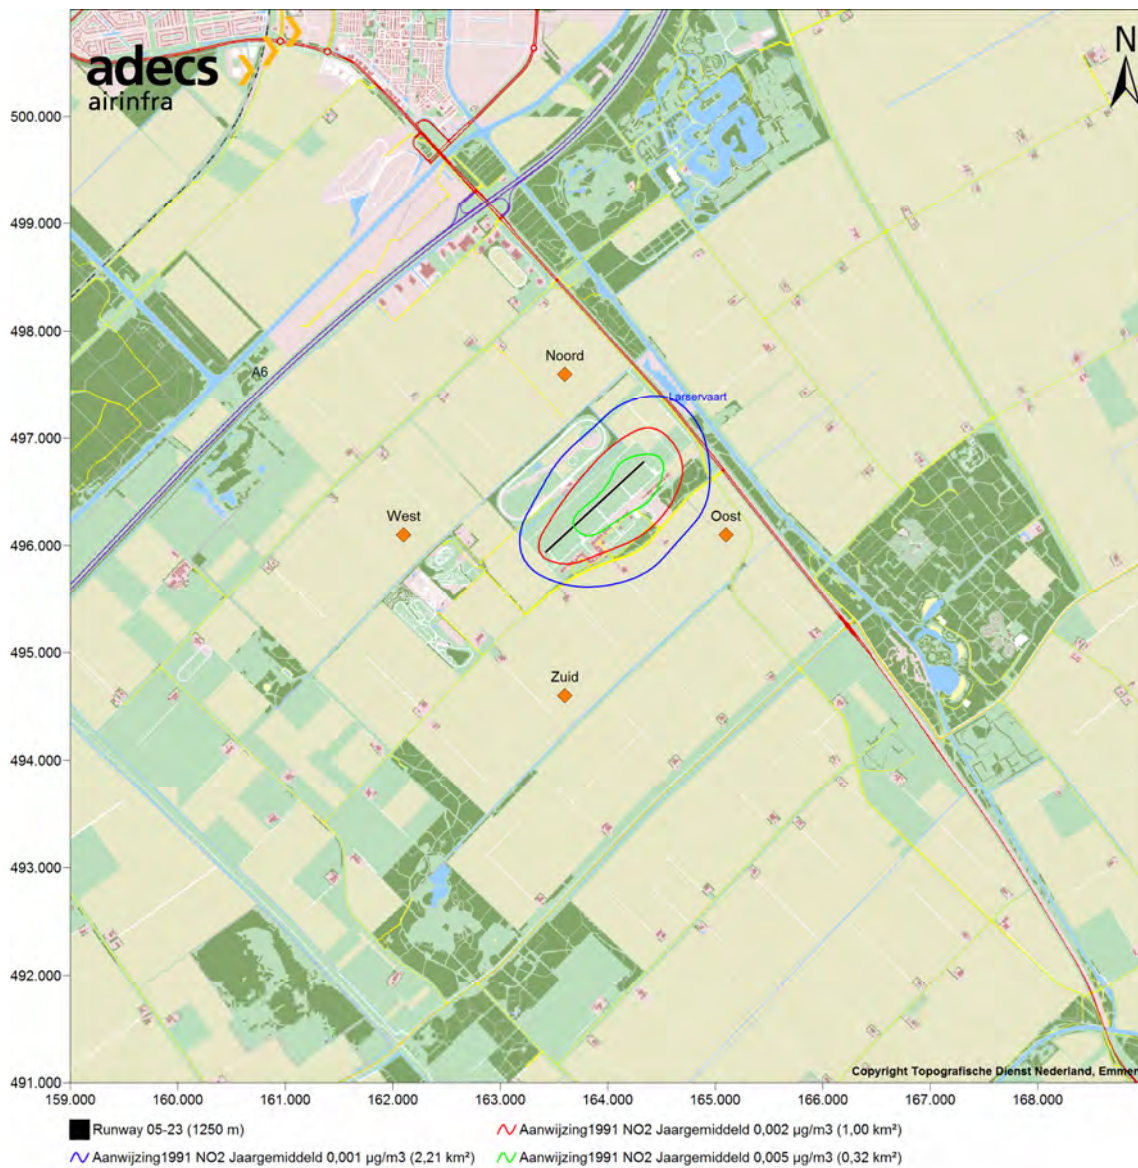 adecs
airinfra
N
500.000
499.000
498.000
Noord
A6
Larservaart
497.000
West
Oost
496.000
495.000
Zuid
494.000
493.000
492.000
491.000
Copyright Topografische Dienst Nederland, Emmen
159.000 160.000 161.000 162.000 163.000 164.000 165.000 166.000 167.000 168.000
Runway 05-23 (1250 m)
Aanwijzing1991 NO2 Jaargemiddeld 0,002 µg/m3 (1,00 km²)
Aanwijzing1991 NO2 Jaargemiddeld 0,001 µg/m3 (2,21 km²)
Aanwijzing1991 NO2 Jaargemiddeld 0,005 µg/m3 (0,32 km²)